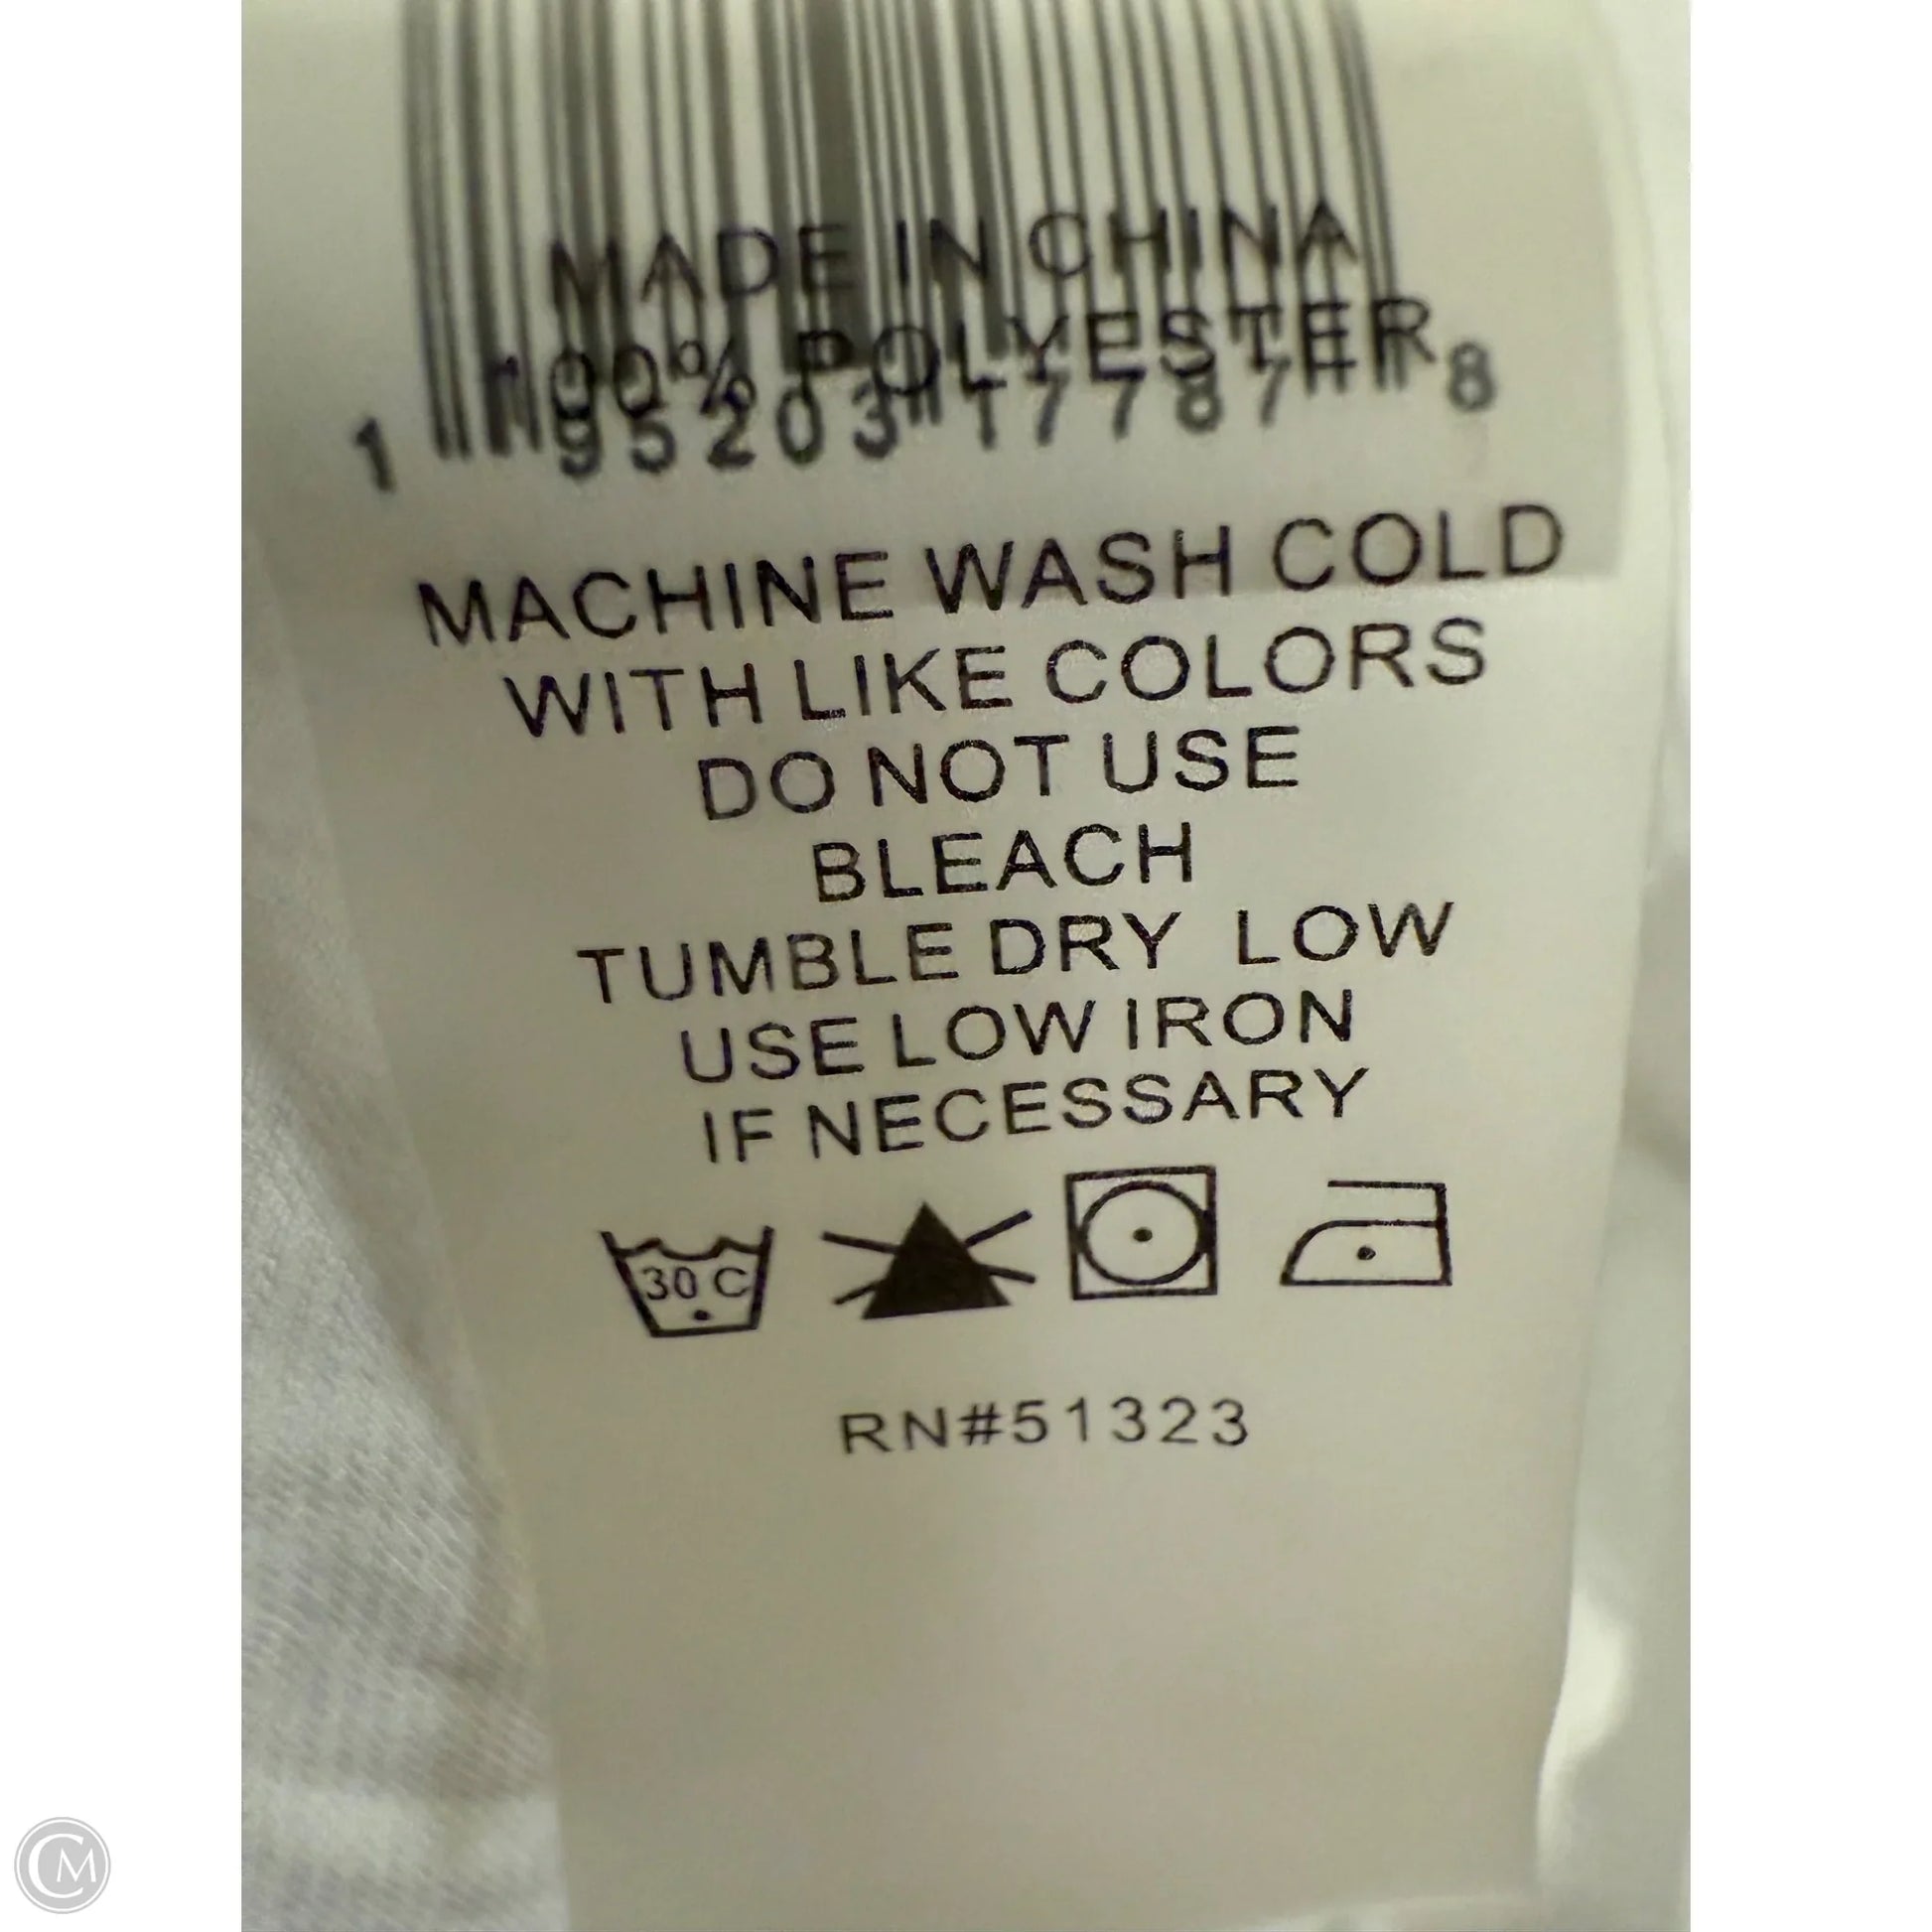 MADE IN CHINA
100% POLYESTER
1 95203 17787 8
MACHINE WASH COLD
WITH LIKE COLORS
DO NOT USE
BLEACH
TUMBLE DRY LOW
USE LOW IRON
IF NECESSARY
30 C
RN#51323
CM